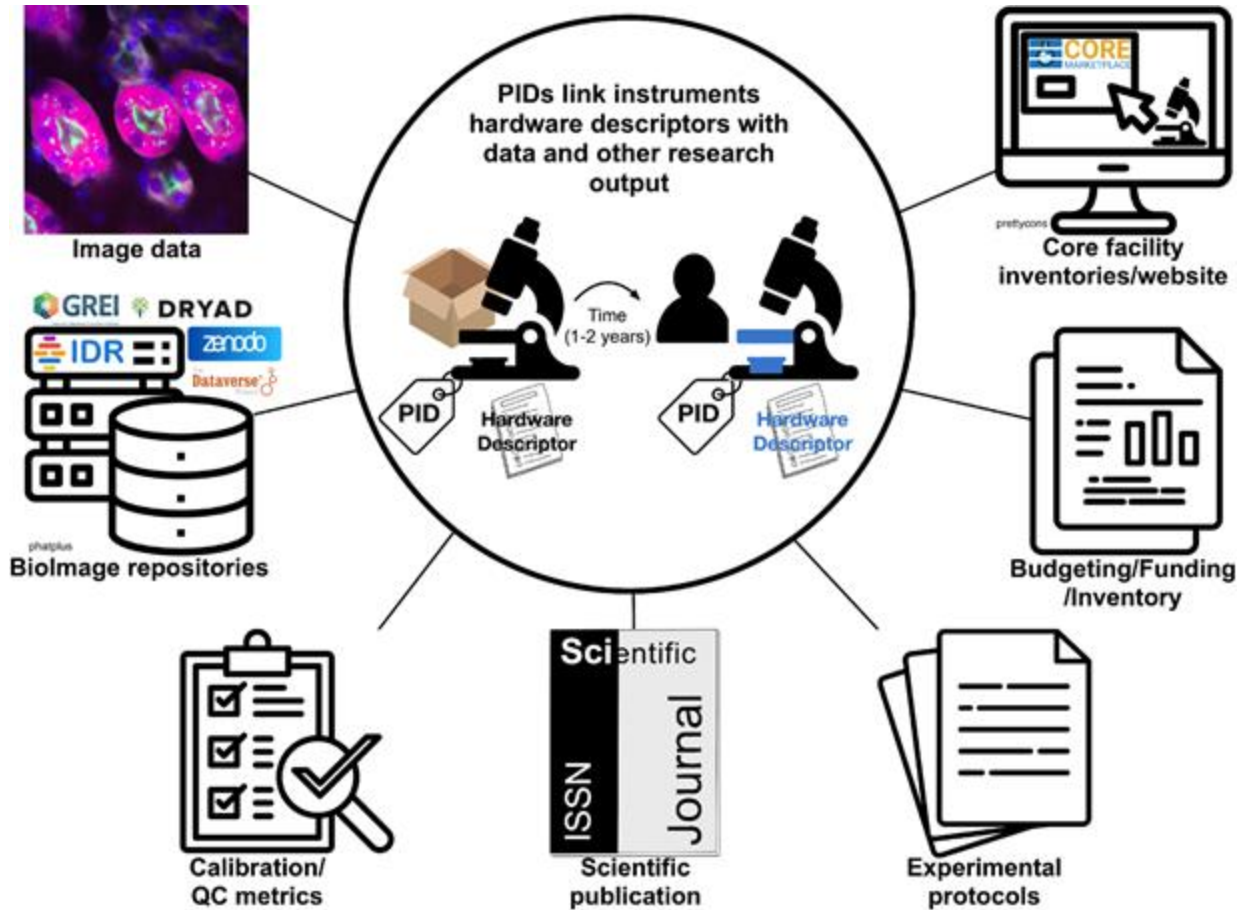 PIDs link instruments
hardware descriptors with
data and other research
output
Time
(1-2 years)
PID
Hardware
Descriptor
PID
Hardware
Descriptor
Image data
GREI
DRYAD
IDR
zenodo
The
Dataverse
phatplus
BioImage repositories
Calibration/
QC metrics
Scientific
ISSN
Journal
Scientific
publication
Experimental
protocols
Budgeting/Funding
/Inventory
CORE
MARKETPLACE
prettycons
Core facility
inventories/website